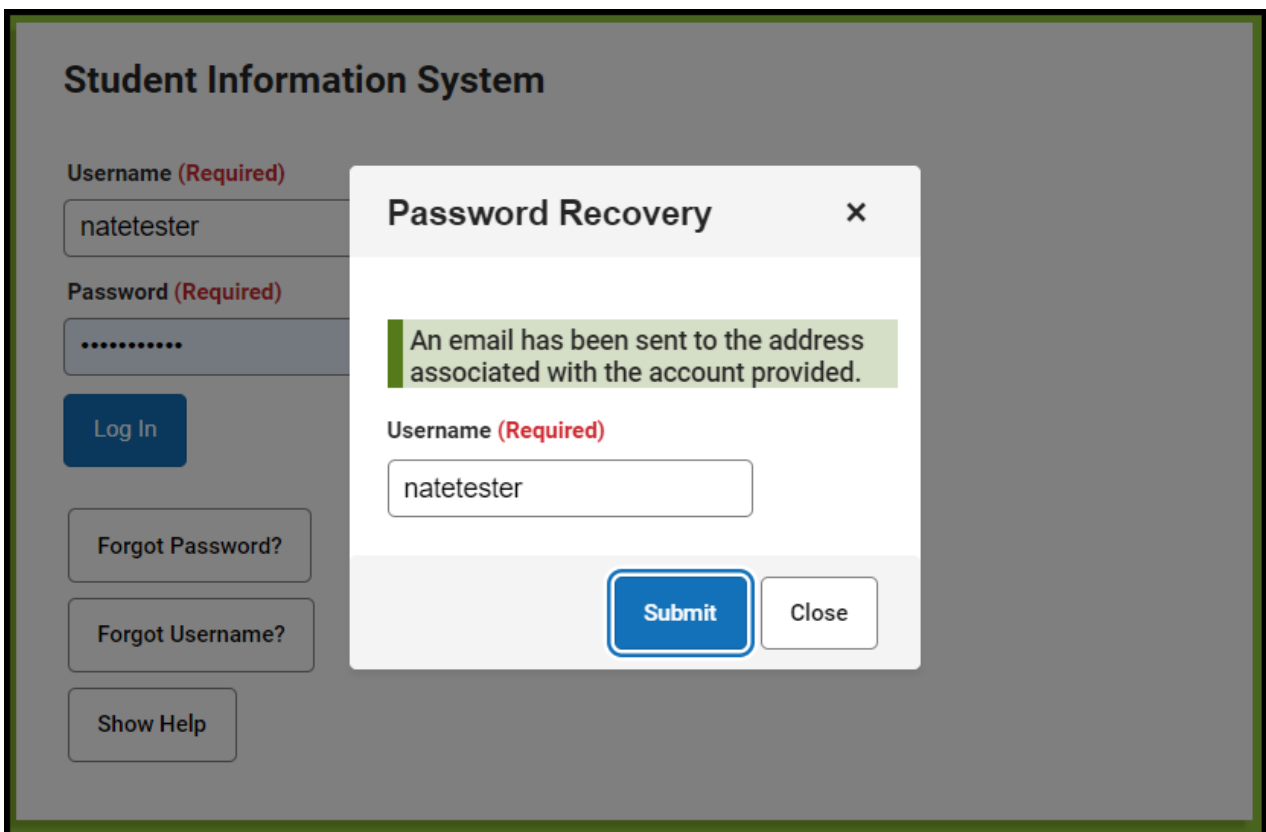 Student Information System
Username (Required)
natetester
Password (Required)
•••••••••••
Log In
Forgot Password?
Forgot Username?
Show Help
Password Recovery
×
An email has been sent to the address
associated with the account provided.
Username (Required)
natetester
Submit
Close